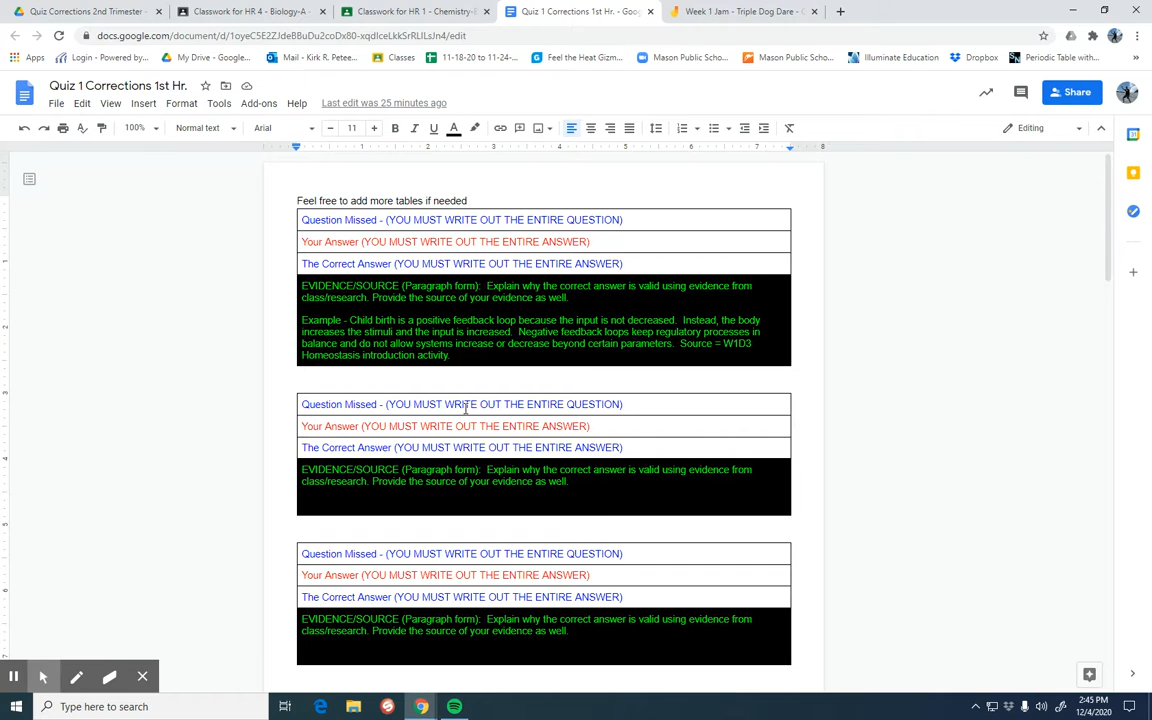 Quiz Corrections 2nd Trimester
Classwork for HR 4 - Biology-A
Classwork for HR 1 - Chemistry-B
Quiz 1 Corrections 1st Hr. - Goo
Week 1 Jam - Triple Dog Dare -
docs.google.com/document/d/1oyeC5E2ZJdeBBuDu2coDx80-xqdIceLkkSrRLILsJn4/edit
Apps
Login - Powered by...
My Drive - Google...
Mail - Kirk R. Petee...
Classes
11-18-20 to 11-24-...
Feel the Heat Gizm...
Mason Public Scho...
Mason Public Scho...
Illuminate Education
Dropbox
Periodic Table with...
Quiz 1 Corrections 1st Hr.
File Edit View Insert Format Tools Add-ons Help
Last edit was 25 minutes ago
Share
100%
Normal text
Arial
11
Editing
1 2 3 4 5 6 7 8
Feel free to add more tables if needed
Question Missed - (YOU MUST WRITE OUT THE ENTIRE QUESTION)
Your Answer (YOU MUST WRITE OUT THE ENTIRE ANSWER)
The Correct Answer (YOU MUST WRITE OUT THE ENTIRE ANSWER)
EVIDENCE/SOURCE (Paragraph form):  Explain why the correct answer is valid using evidence from
class/research. Provide the source of your evidence as well.
Example - Child birth is a positive feedback loop because the input is not decreased.  Instead, the body
increases the stimuli and the input is increased.  Negative feedback loops keep regulatory processes in
balance and do not allow systems increase or decrease beyond certain parameters.  Source = W1D3
Homeostasis introduction activity.
Question Missed - (YOU MUST WRITE OUT THE ENTIRE QUESTION)
Your Answer (YOU MUST WRITE OUT THE ENTIRE ANSWER)
The Correct Answer (YOU MUST WRITE OUT THE ENTIRE ANSWER)
EVIDENCE/SOURCE (Paragraph form):  Explain why the correct answer is valid using evidence from
class/research. Provide the source of your evidence as well.
Question Missed - (YOU MUST WRITE OUT THE ENTIRE QUESTION)
Your Answer (YOU MUST WRITE OUT THE ENTIRE ANSWER)
The Correct Answer (YOU MUST WRITE OUT THE ENTIRE ANSWER)
EVIDENCE/SOURCE (Paragraph form):  Explain why the correct answer is valid using evidence from
class/research. Provide the source of your evidence as well.
Type here to search
2:45 PM
12/4/2020